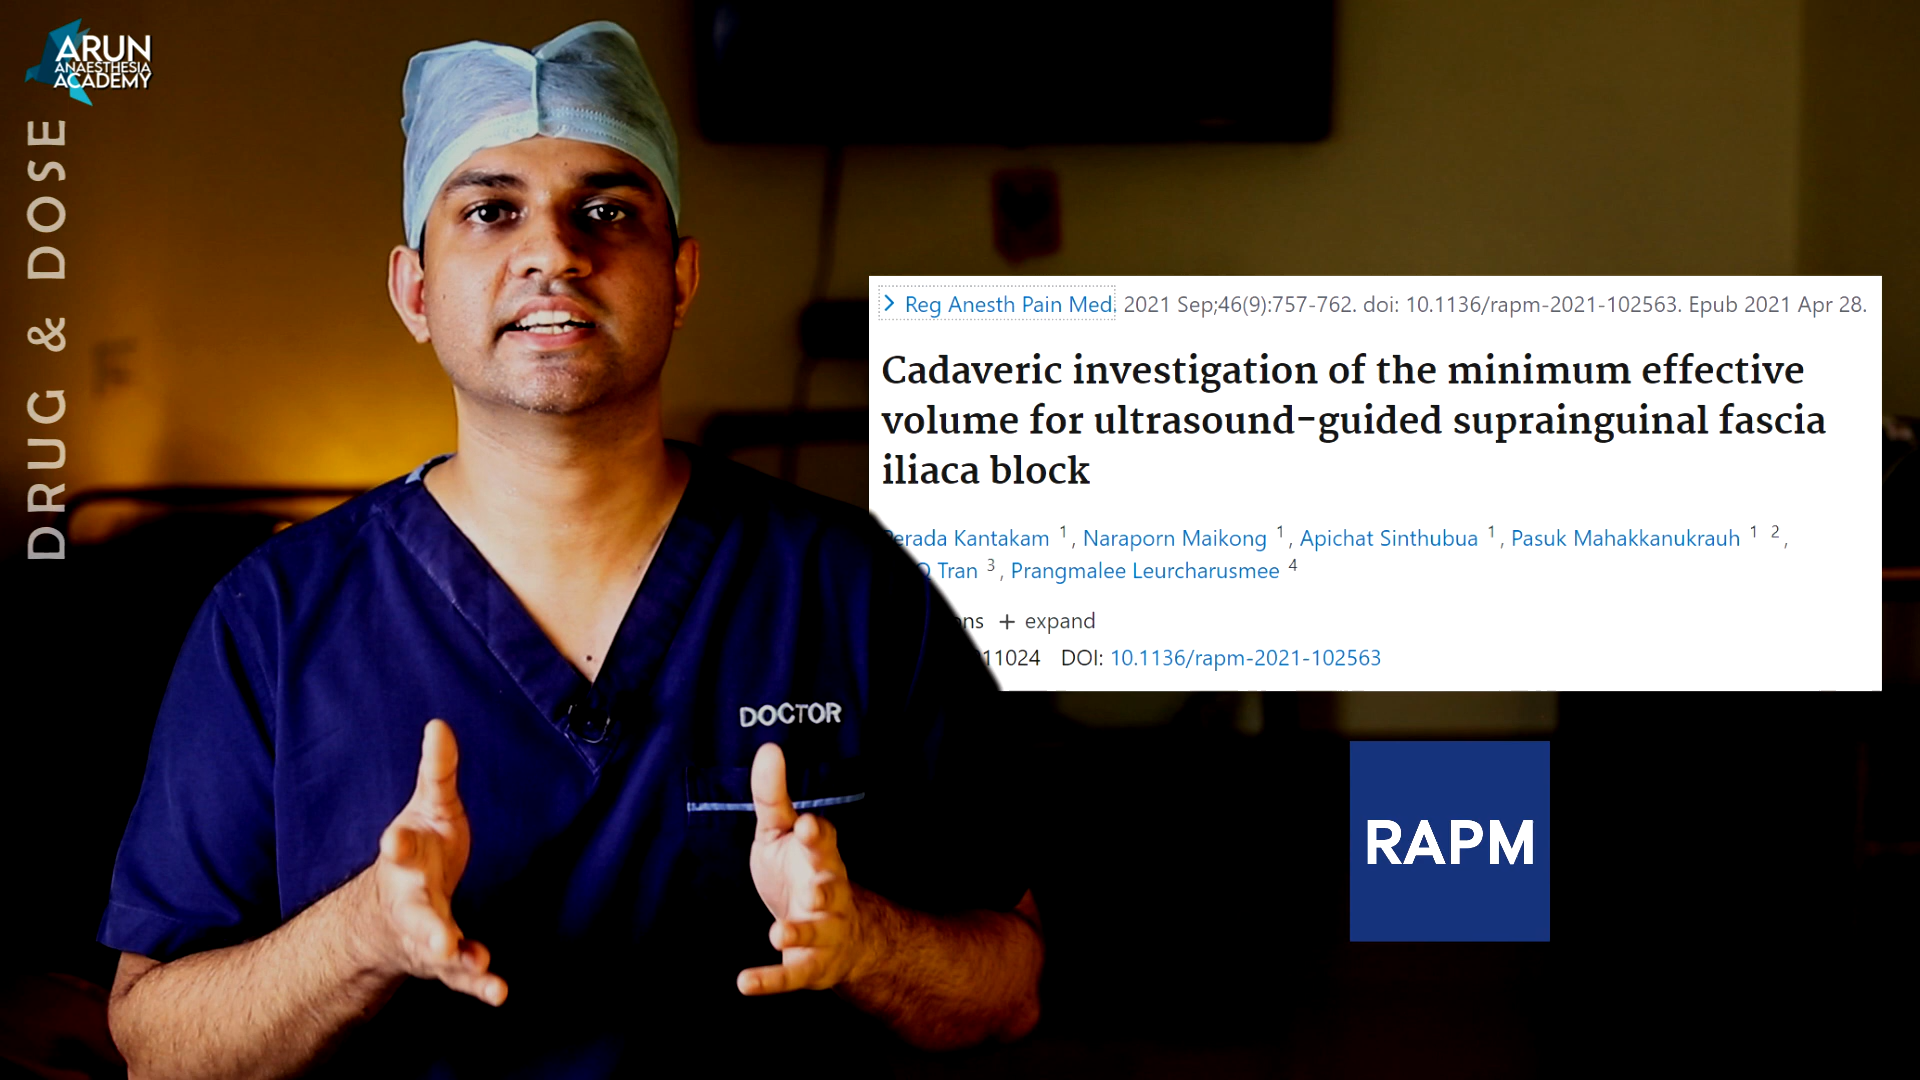 ARUN
ANAESTHESIA
ACADEMY
DRUG & DOSE
Reg Anesth Pain Med. 2021 Sep;46(9):757-762. doi: 10.1136/rapm-2021-102563. Epub 2021 Apr 28.
Cadaveric investigation of the minimum effective
volume for ultrasound-guided suprainguinal fascia
iliaca block
Kantakam 1, Naraporn Maikong 1, Apichat Sinthubua 1, Pasuk Mahakkanukrauh 1 2,
Tran 3, Prangmalee Leurcharusmee 4
+ expand
11024 DOI: 10.1136/rapm-2021-102563
DOCTOR
RAPM